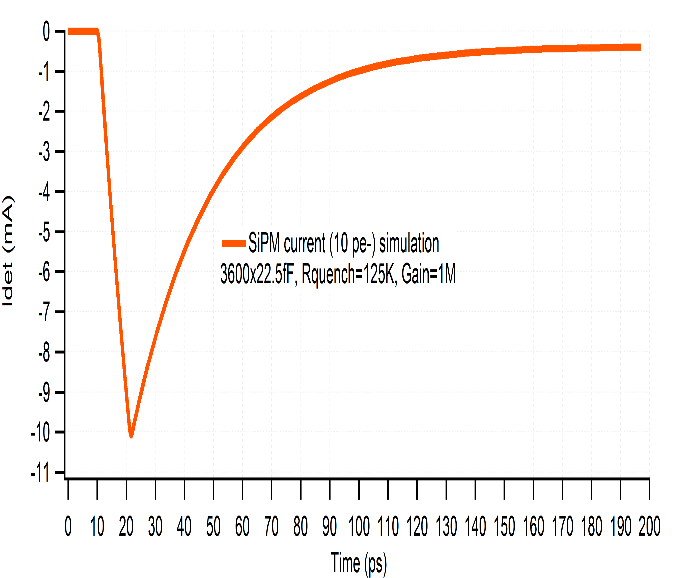 0
-1
-2
-3
-4
-5
-6
-7
-8
-9
-10
-11
Idet (mA)
SiPM current (10 pe-) simulation
3600x22.5fF, Rquench=125K, Gain=1M
0 10 20 30 40 50 60 70 80 90 100 110 120 130 140 150 160 170 180 190 200
Time (ps)